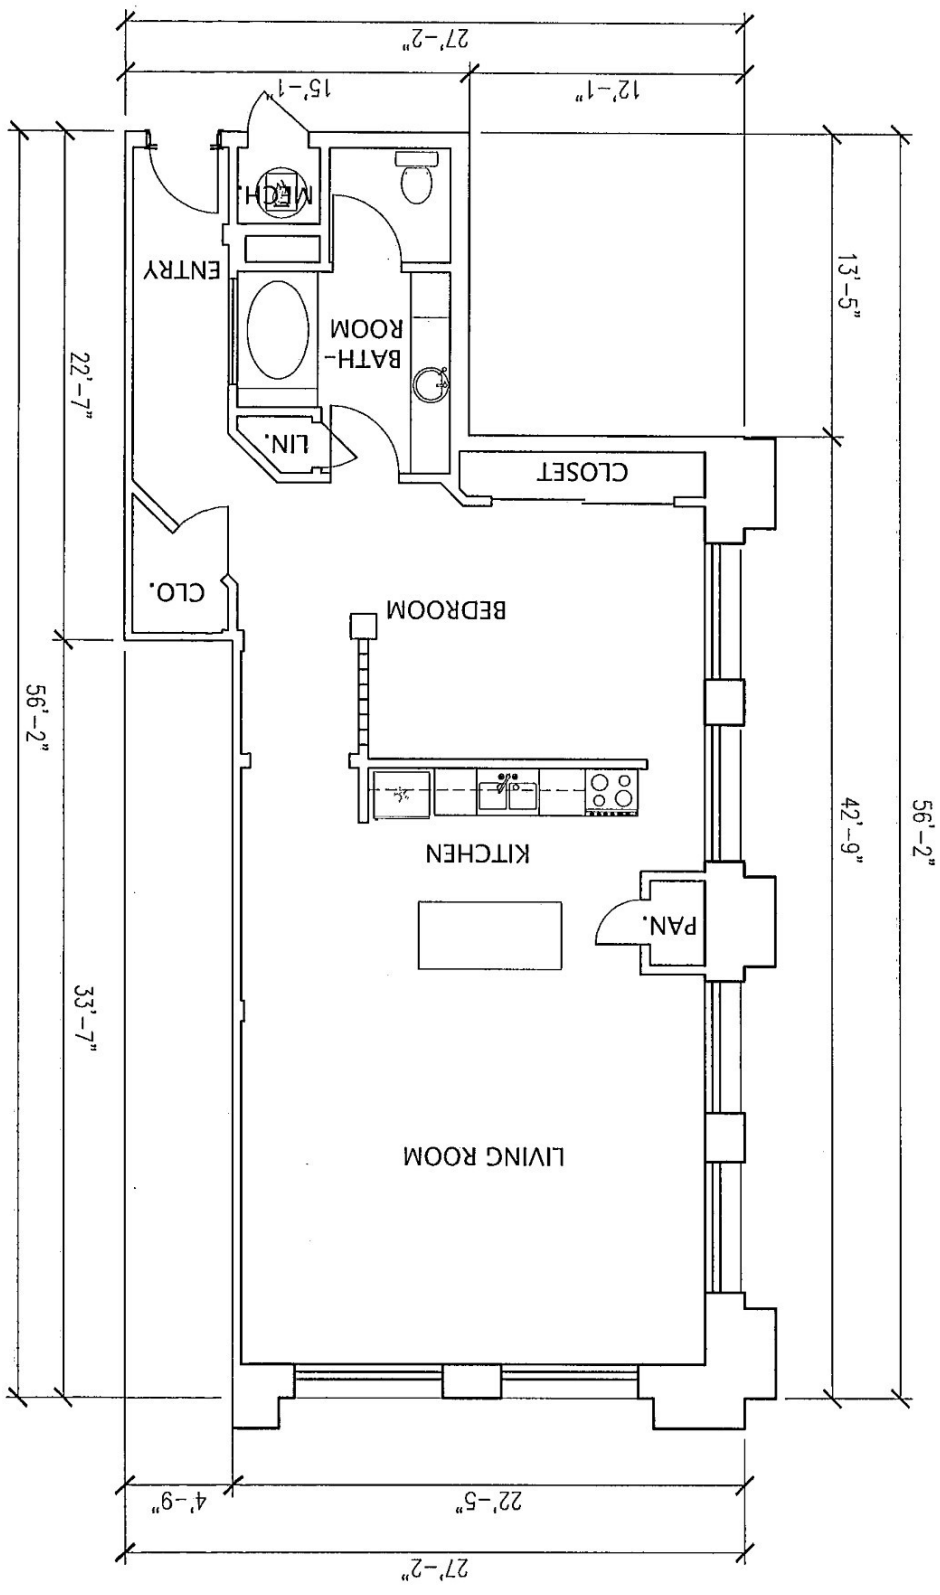 27'-2"
22'-5"
4'-9"
LIVING ROOM
33'-7"
PAN.
KITCHEN
56'-2"
42'-9"
56'-2"
BEDROOM
CLO.
CLOSET
LIN.
22'-7"
BATH-
ROOM
13'-5"
ENTRY
MECH.
12'-1"
15'-1"
27'-2"